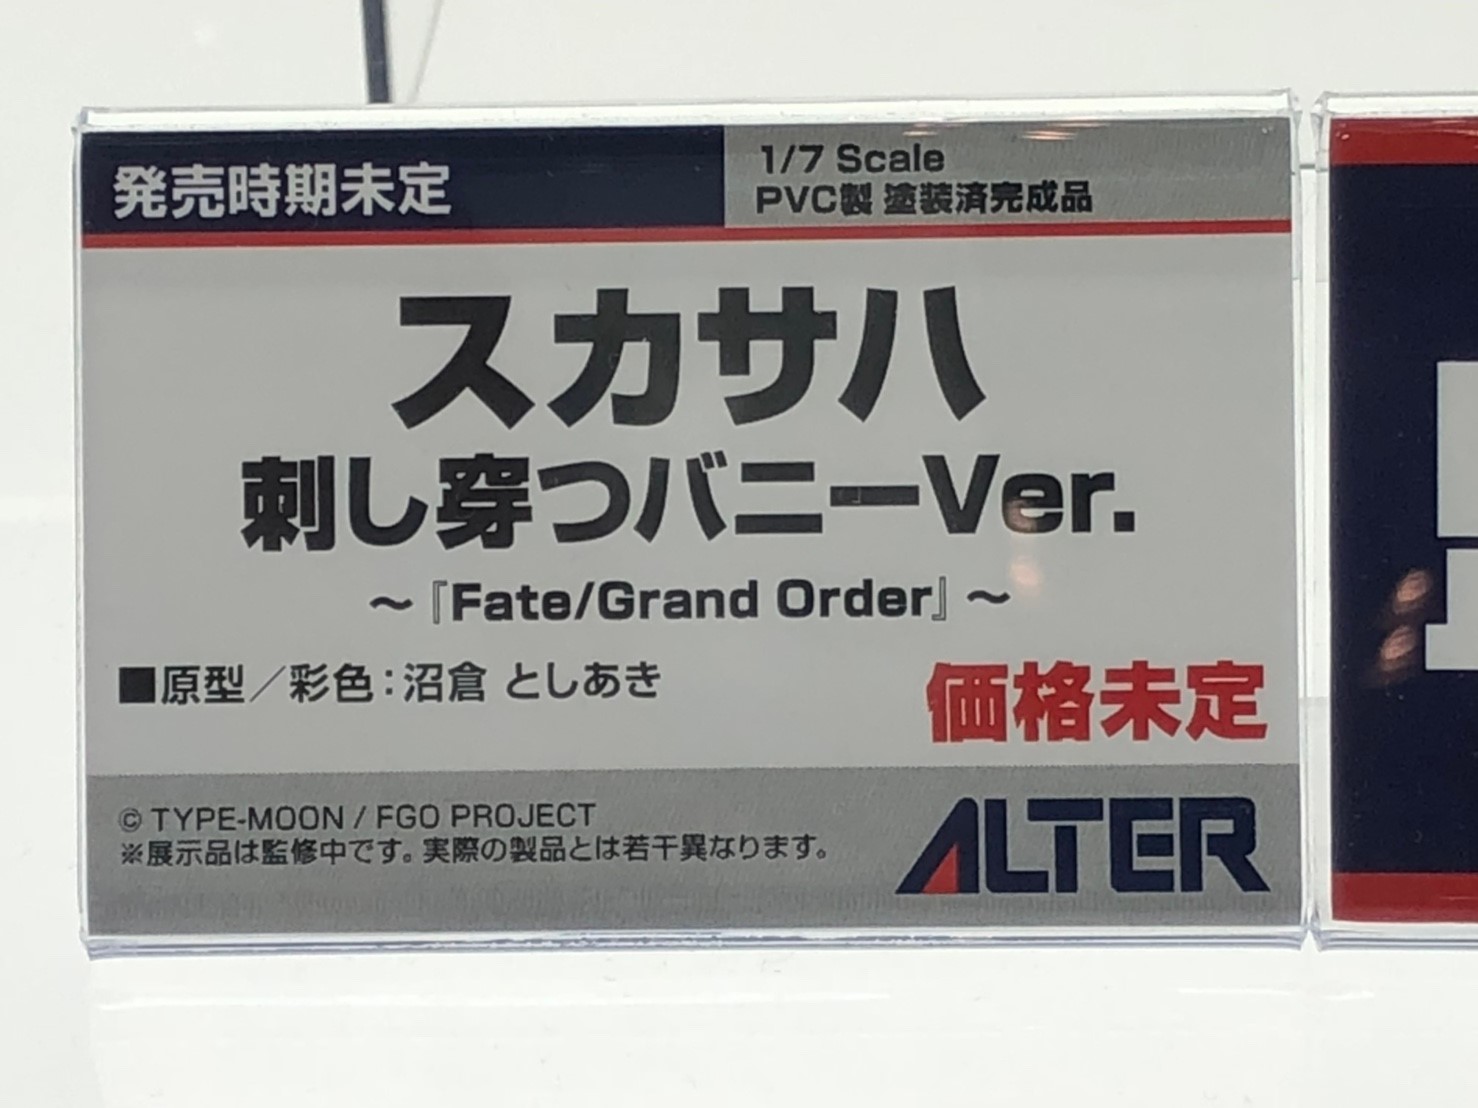 発売時期未定
1/7 Scale
PVC製 塗装済完成品
スカサハ
刺し穿つバニーVer.
～『Fate/Grand Order』～
■原型／彩色：沼倉 としあき
価格未定
© TYPE-MOON / FGO PROJECT
※展示品は監修中です。実際の製品とは若干異なります。
ALTER